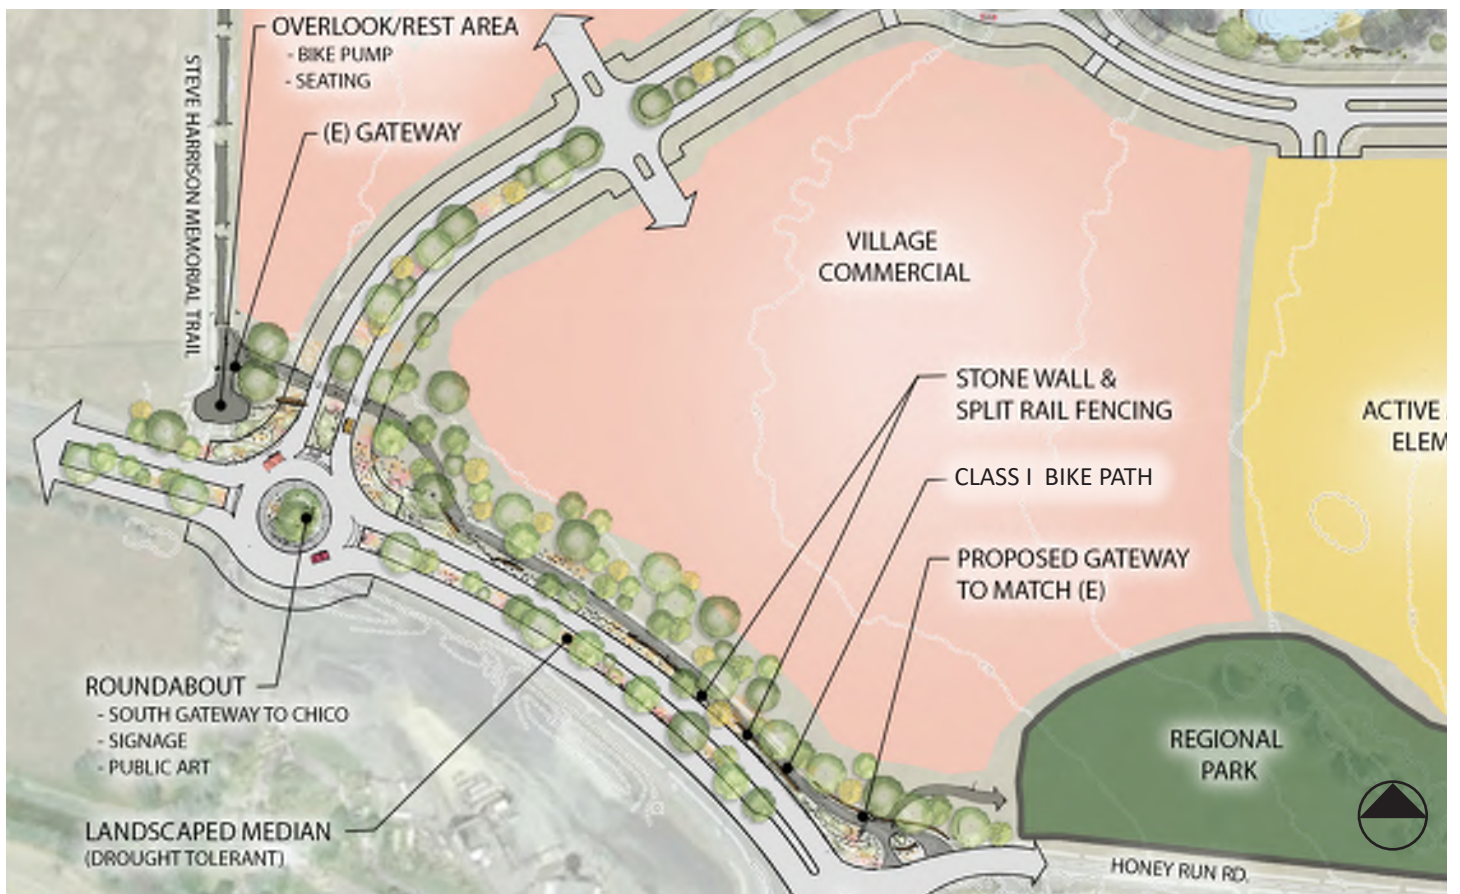 OVERLOOK/REST AREA
- BIKE PUMP
- SEATING
(E) GATEWAY
STEVE HARRISON MEMORIAL TRAIL
VILLAGE
COMMERCIAL
STONE WALL &
SPLIT RAIL FENCING
CLASS I BIKE PATH
PROPOSED GATEWAY
TO MATCH (E)
ACTIVE
ELEM
ROUNDABOUT
- SOUTH GATEWAY TO CHICO
- SIGNAGE
- PUBLIC ART
LANDSCAPED MEDIAN
(DROUGHT TOLERANT)
REGIONAL
PARK
HONEY RUN RD.